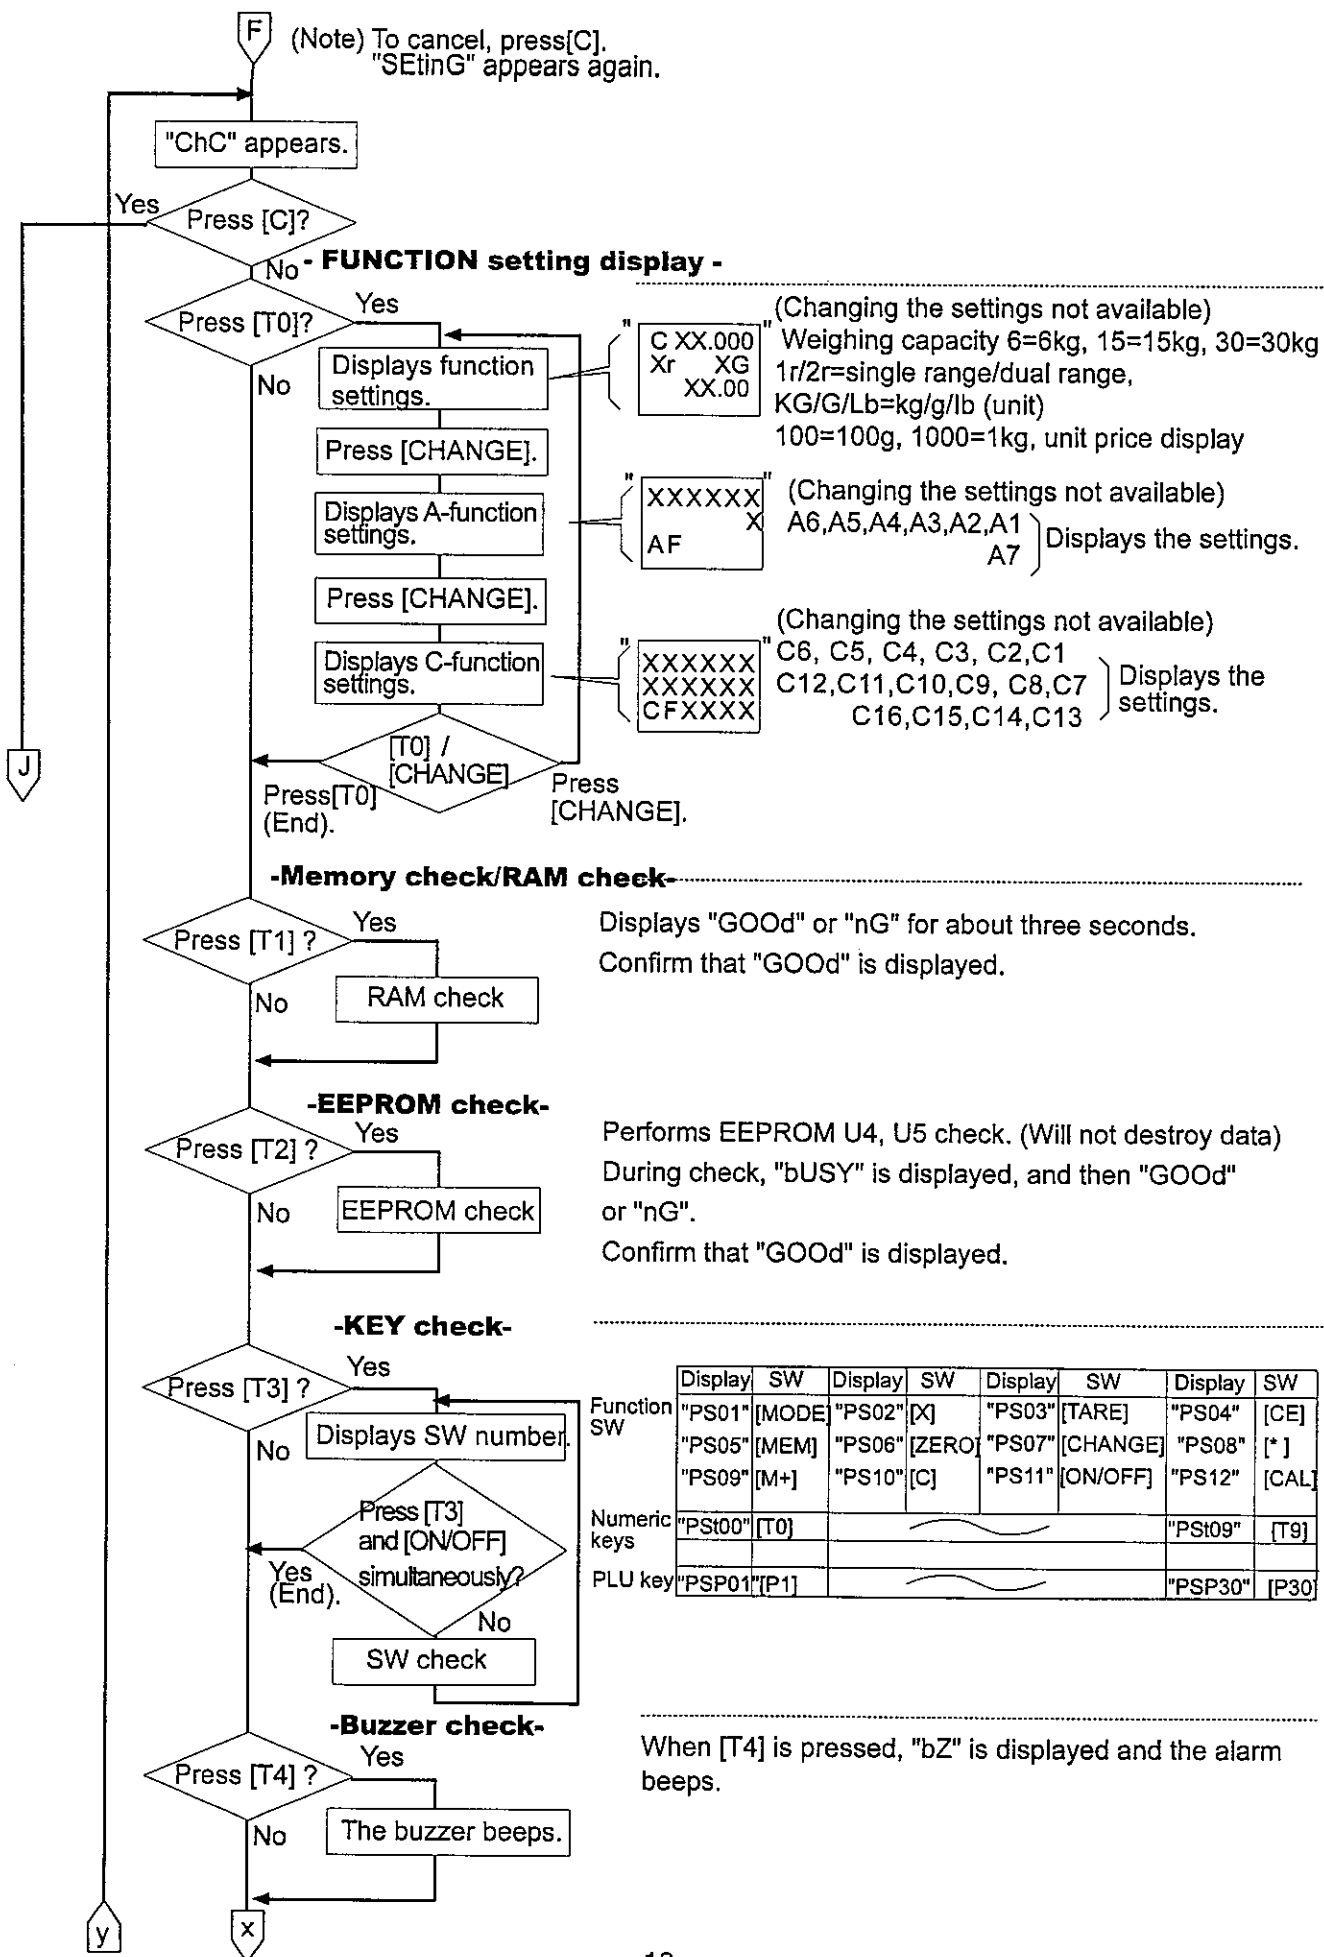 F
(Note) To cancel, press[C].
"SEtinG" appears again.
"ChC" appears.
Yes
Press [C]?
No
- FUNCTION setting display -
Press [T0]?
Yes
No
Displays function
settings.
" C XX.000 "
Xr XG
XX.00
(Changing the settings not available)
Weighing capacity 6=6kg, 15=15kg, 30=30kg
1r/2r=single range/dual range,
KG/G/Lb=kg/g/lb (unit)
100=100g, 1000=1kg, unit price display
Press [CHANGE].
Displays A-function
settings.
" XXXXXX "
X
AF
(Changing the settings not available)
A6,A5,A4,A3,A2,A1
A7
Displays the settings.
Press [CHANGE].
Displays C-function
settings.
" XXXXXX "
XXXXXX
CFXXXX
(Changing the settings not available)
C6, C5, C4, C3, C2,C1
C12,C11,C10,C9, C8,C7
C16,C15,C14,C13
Displays the
settings.
[T0] /
[CHANGE]
Press[T0]
(End).
Press
[CHANGE].
J
-Memory check/RAM check-
Press [T1] ?
Yes
No
RAM check
Displays "GOOd" or "nG" for about three seconds.
Confirm that "GOOd" is displayed.
-EEPROM check-
Press [T2] ?
Yes
No
EEPROM check
Performs EEPROM U4, U5 check. (Will not destroy data)
During check, "bUSY" is displayed, and then "GOOd"
or "nG".
Confirm that "GOOd" is displayed.
-KEY check-
Press [T3] ?
Yes
No
Displays SW number.
Press [T3]
and [ON/OFF]
simultaneously?
Yes
(End).
No
SW check
Display SW Display SW Display SW Display SW
Function
SW
"PS01" [MODE] "PS02" [X] "PS03" [TARE] "PS04" [CE]
"PS05" [MEM] "PS06" [ZERO] "PS07" [CHANGE] "PS08" [* ]
"PS09" [M+] "PS10" [C] "PS11" [ON/OFF] "PS12" [CAL]
Numeric
keys
"PSt00" [T0] "PSt09" [T9]
PLU key "PSP01" [P1] "PSP30" [P30]
-Buzzer check-
Press [T4] ?
Yes
No
The buzzer beeps.
When [T4] is pressed, "bZ" is displayed and the alarm
beeps.
y
x